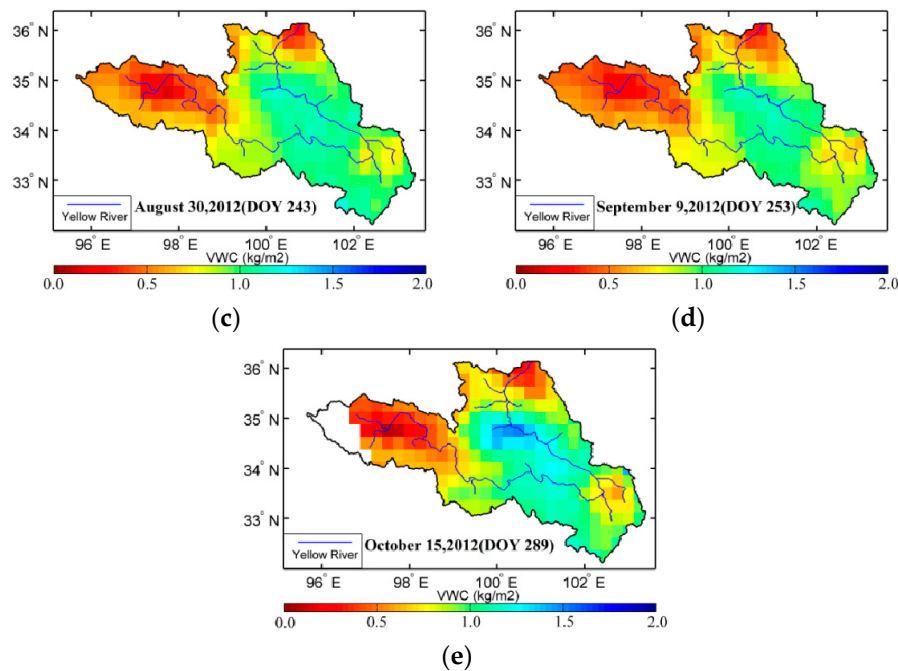 36° N
35° N
34° N
33° N
Yellow River
August 30,2012(DOY 243)
96° E 98° E 100° E 102° E
VWC (kg/m2)
0.0 0.5 1.0 1.5 2.0
(c)
36° N
35° N
34° N
33° N
Yellow River
September 9,2012(DOY 253)
96° E 98° E 100° E 102° E
VWC (kg/m2)
0.0 0.5 1.0 1.5 2.0
(d)
36° N
35° N
34° N
33° N
Yellow River
October 15,2012(DOY 289)
96° E 98° E 100° E 102° E
VWC (kg/m2)
0.0 0.5 1.0 1.5 2.0
(e)